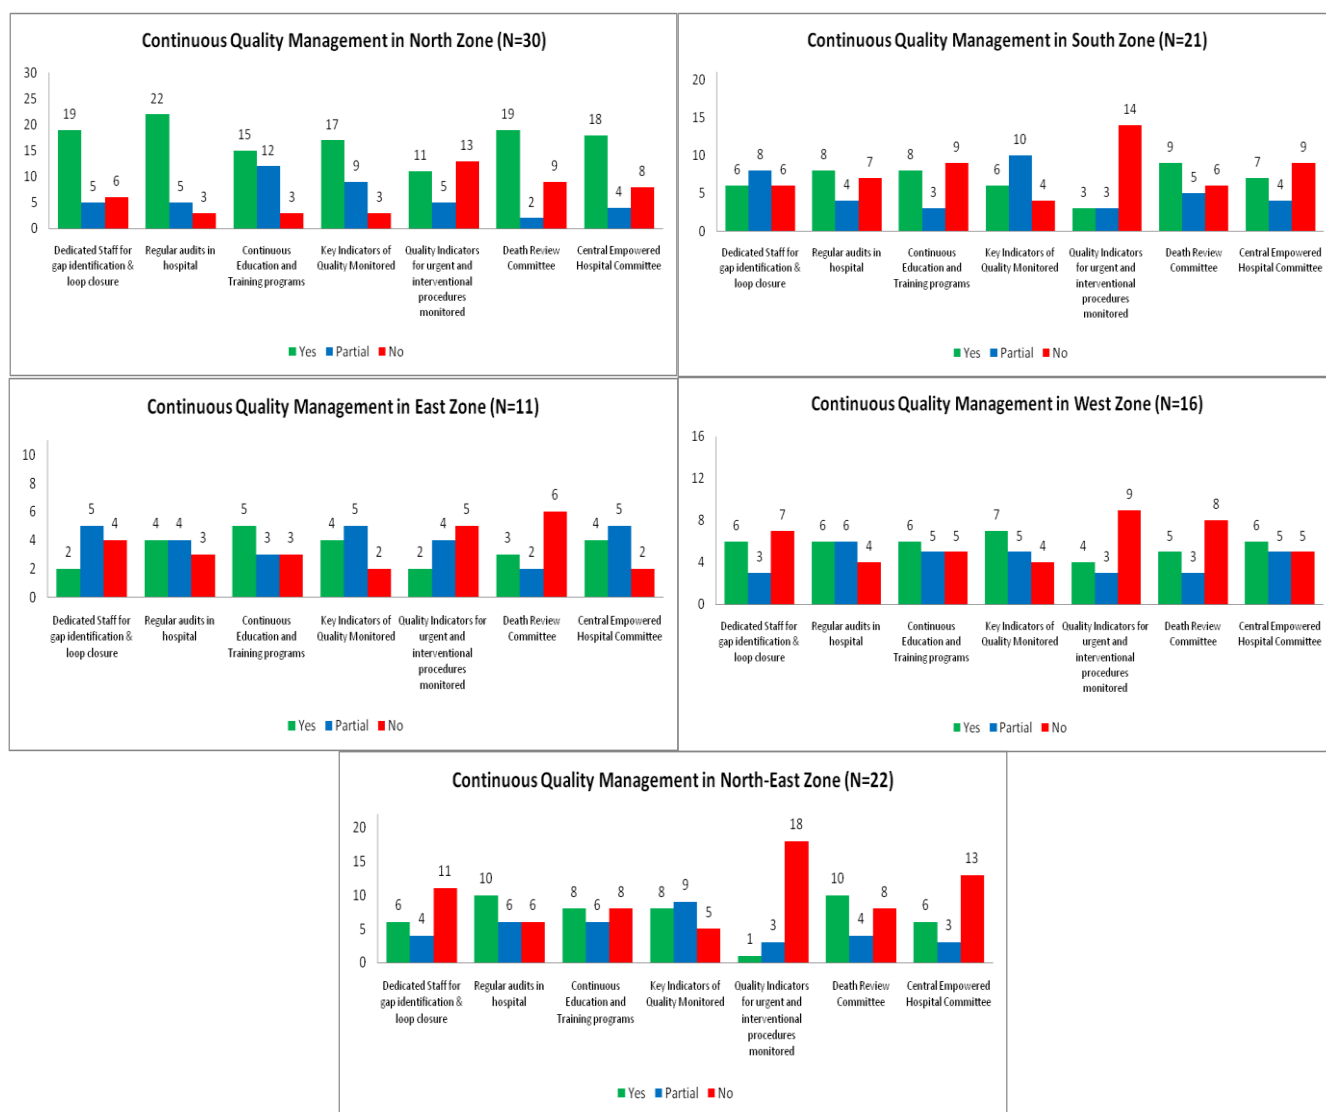 Continuous Quality Management in North Zone (N=30)
30
25
20
15
10
5
0
19 5 6
22 5 3
15 12 3
17 9 3
11 5 13
19 2 9
18 4 8
Dedicated Staff for
gap identification &
loop closure
Regular audits in
hospital
Continuous
Education and
Training programs
Key Indicators of
Quality Monitored
Quality Indicators
for urgent and
interventional
procedures
monitored
Death Review
Committee
Central Empowered
Hospital Committee
Yes Partial No
Continuous Quality Management in South Zone (N=21)
20
15
10
5
0
6 8 6
8 4 7
8 3 9
6 10 4
3 3 14
9 5 6
7 4 9
Dedicated Staff for
gap identification &
loop closure
Regular audits in
hospital
Continuous
Education and
Training programs
Key Indicators of
Quality Monitored
Quality Indicators
for urgent and
interventional
procedures
monitored
Death Review
Committee
Central Empowered
Hospital Committee
Yes Partial No
Continuous Quality Management in East Zone (N=11)
10
8
6
4
2
0
2 5 4
4 4 3
5 3 3
4 5 2
2 4 5
3 2 6
4 5 2
Dedicated Staff for
gap identification &
loop closure
Regular audits in
hospital
Continuous
Education and
Training programs
Key Indicators of
Quality Monitored
Quality Indicators for
urgent and
interventional
procedures
monitored
Death Review
Committee
Central Empowered
Hospital Committee
Yes Partial No
Continuous Quality Management in West Zone (N=16)
16
12
8
4
0
6 3 7
6 6 4
6 5 5
7 5 4
4 3 9
5 3 8
6 5 5
Dedicated Staff for
gap identification &
loop closure
Regular audits in
hospital
Continuous
Education and
Training programs
Key Indicators of
Quality Monitored
Quality Indicators for
urgent and
interventional
procedures
monitored
Death Review
Committee
Central Empowered
Hospital Committee
Yes Partial No
Continuous Quality Management in North-East Zone (N=22)
20
15
10
5
0
6 4 11
10 6 6
8 6 8
8 9 5
1 3 18
10 4 8
6 3 13
Dedicated Staff for
gap identification &
loop closure
Regular audits in
hospital
Continuous
Education and
Training programs
Key Indicators of
Quality Monitored
Quality Indicators
for urgent and
interventional
procedures
monitored
Death Review
Committee
Central Empowered
Hospital Committee
Yes Partial No